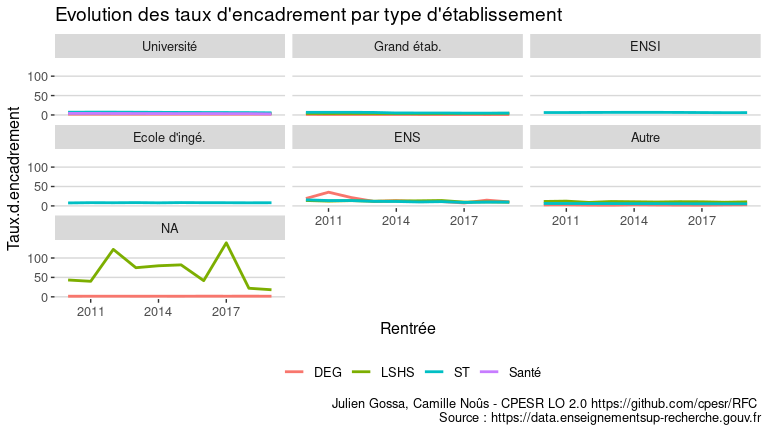 Evolution des taux d'encadrement par type d'établissement
Université
Grand étab.
ENSI
100
50
0
Ecole d'ingé.
ENS
Autre
100
50
0
2011
2014
2017
2011
2014
2017
NA
100
50
0
2011
2014
2017
Taux.d.encadrement
Rentrée
DEG
LSHS
ST
Santé
Julien Gossa, Camille Noûs - CPESR LO 2.0 https://github.com/cpesr/RFC
Source : https://data.enseignementsup-recherche.gouv.fr